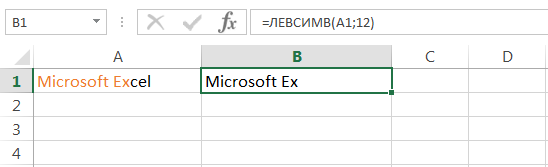 B1 =ЛЕВСИМВ(A1;12)
A B C D
1 Microsoft Excel Microsoft Ex
2
3
4